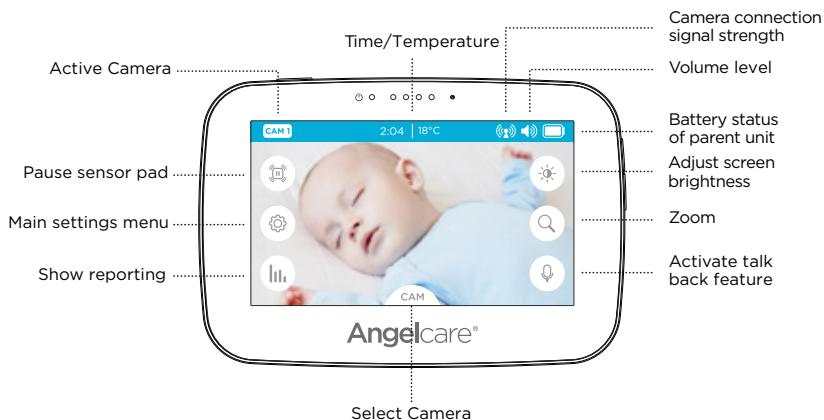 Camera connection
signal strength
Time/Temperature
Active Camera
Volume level
CAM 1
2:04 18°C
Battery status
of parent unit
Adjust screen
brightness
Pause sensor pad
Main settings menu
Zoom
Show reporting
Activate talk
back feature
CAM
Angelcare®
Select Camera